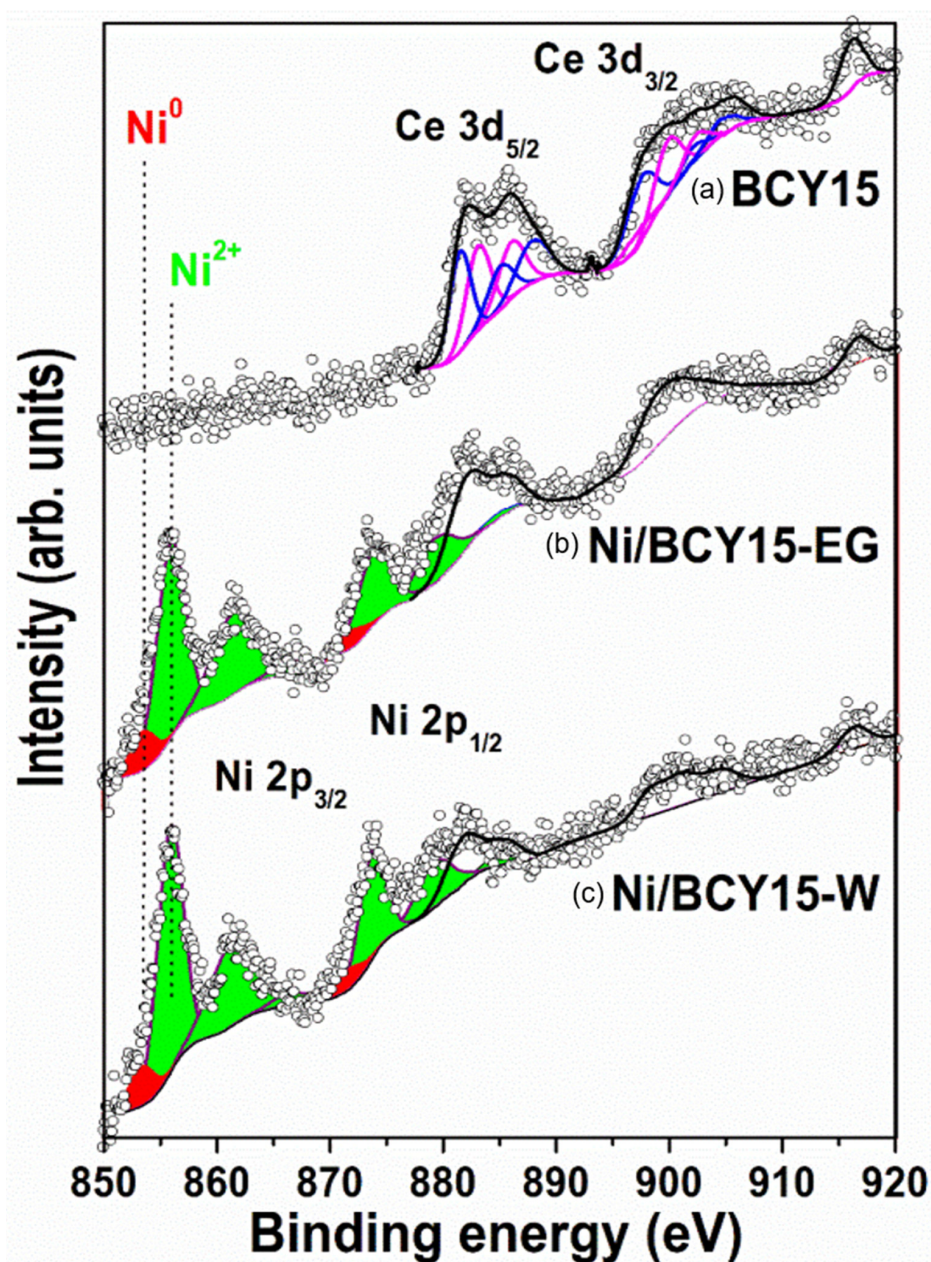 Ce 3d3/2
Ni0
Ce 3d5/2
(a) BCY15
Ni2+
(b) Ni/BCY15-EG
Ni 2p1/2
Ni 2p3/2
(c) Ni/BCY15-W
Intensity (arb. units)
850 860 870 880 890 900 910 920
Binding energy (eV)